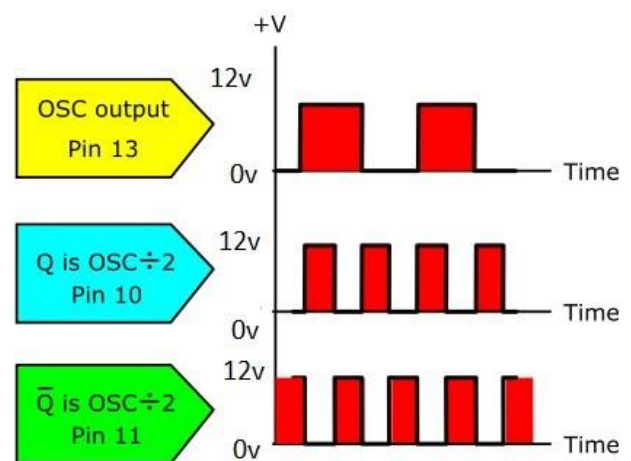 +V
12v
OSC output
Pin 13
0v
Time
12v
Q is OSC÷2
Pin 10
0v
Time
12v
Q̅ is OSC÷2
Pin 11
0v
Time